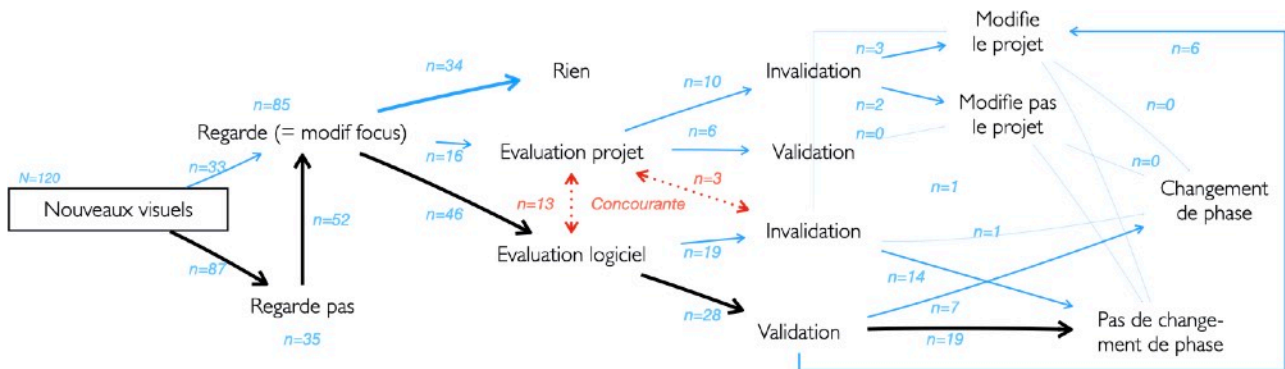 Modifie
le projet
n=3
n=6
n=34
Rien
Invalidation
n=10
n=85
Regarde (= modif focus)
n=2
Modifie pas
le projet
n=0
n=6
n=0
n=16
Evaluation projet
Validation
n=0
n=33
N=120
Nouveaux visuels
n=3
n=1
Changement
de phase
n=52
n=46
n=13
Concourante
Invalidation
n=1
Evaluation logiciel
n=19
n=87
n=14
Regarde pas
n=28
n=7
Validation
n=19
Pas de change-
ment de phase
n=35